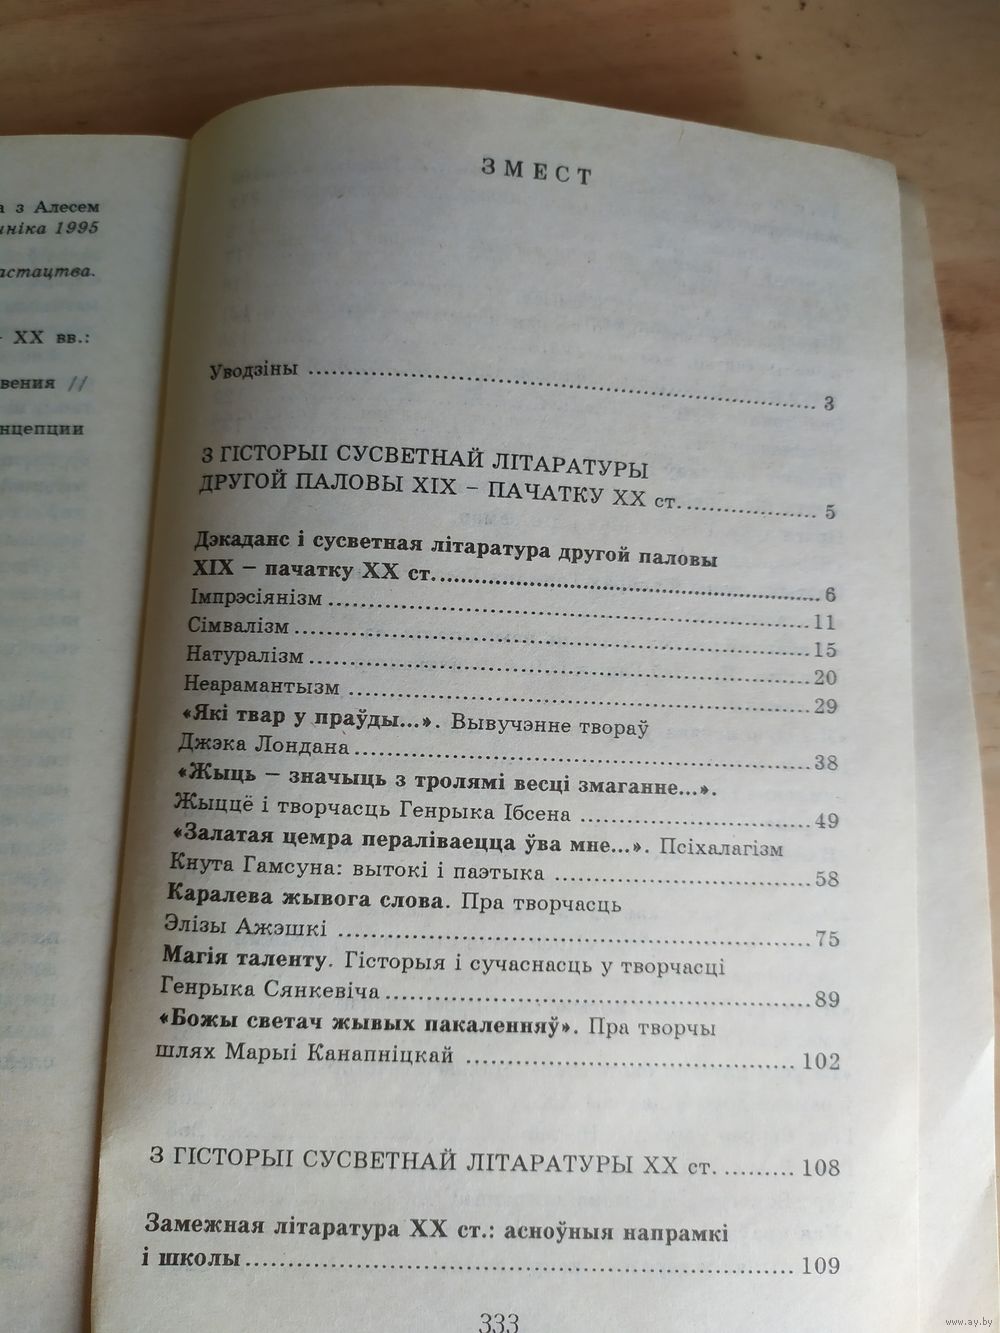 а з Алесем
ніка 1995
астацтва.
– XX вв.:
вения //
нцепции
ЗМЕСТ
Уводзіны ........ 3
З ГІСТОРЫІ СУСВЕТНАЙ ЛІТАРАТУРЫ
ДРУГОЙ ПАЛОВЫ XIX – ПАЧАТКУ XX ст. ........ 5
Дэкаданс і сусветная літаратура другой паловы
XIX – пачатку XX ст. ........ 6
Імпрэсіянізм ........ 11
Сімвалізм ........ 15
Натуралізм ........ 20
Неарамантызм ........ 29
«Які твар у праўды...». Вывучэнне твораў
Джэка Лондана ........ 38
«Жыць – значыць з тролямі весці змаганне...».
Жыццё і творчасць Генрыка Ібсена ........ 49
«Залатая цемра пераліваецца ўва мне...». Псіхалагізм
Кнута Гамсуна: вытокі і паэтыка ........ 58
Каралева жывога слова. Пра творчасць
Элізы Ажэшкі ........ 75
Магія таленту. Гісторыя і сучаснасць у творчасці
Генрыка Сянкевіча ........ 89
«Божы светач жывых пакаленняў». Пра творчы
шлях Марыі Канапніцкай ........ 102
З ГІСТОРЫІ СУСВЕТНАЙ ЛІТАРАТУРЫ XX ст. ........ 108
Замежная літаратура XX ст.: асноўныя напрамкі
і школы ........ 109
333
www.ay.by